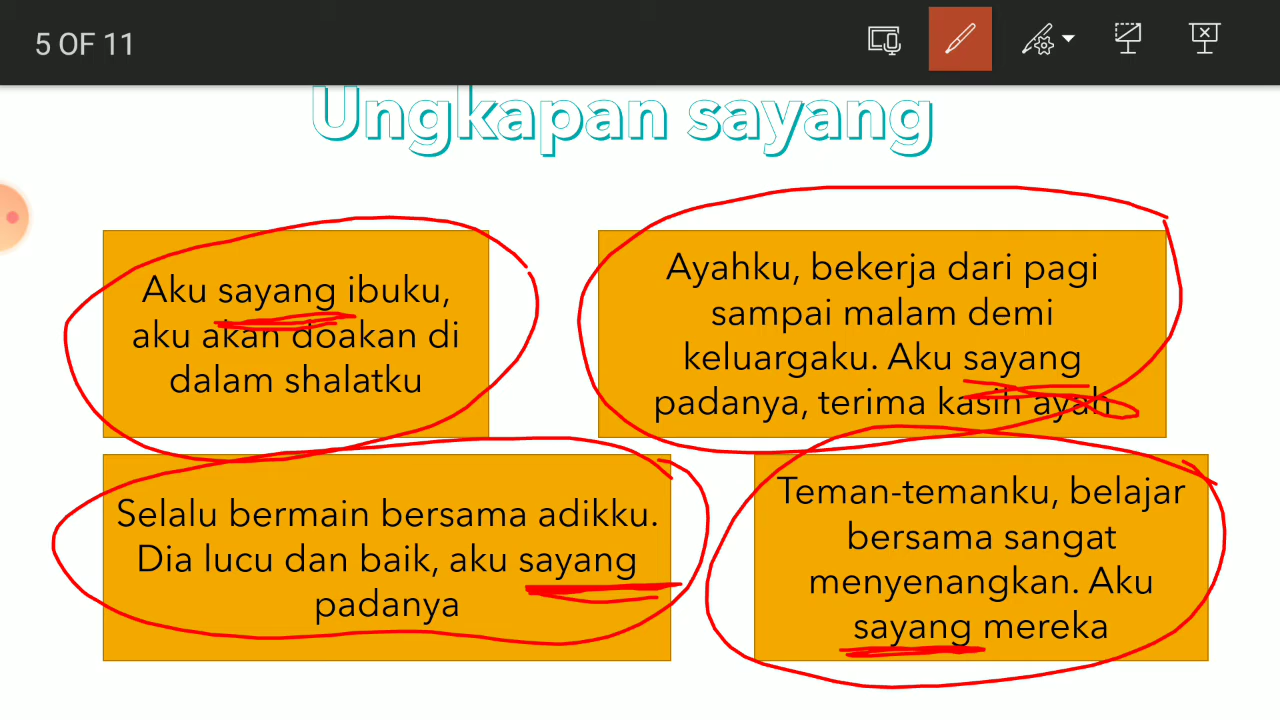 5 OF 11
Ungkapan sayang
Aku sayang ibuku,
aku akan doakan di
dalam shalatku
Ayahku, bekerja dari pagi
sampai malam demi
keluargaku. Aku sayang
padanya, terima kasih ayah
Selalu bermain bersama adikku.
Dia lucu dan baik, aku sayang
padanya
Teman-temanku, belajar
bersama sangat
menyenangkan. Aku
sayang mereka